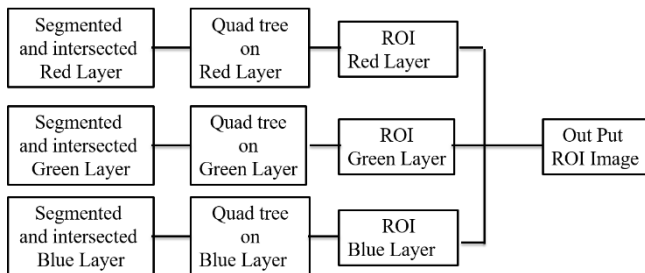 Segmented
and intersected
Red Layer
Quad tree
on
Red Layer
ROI
Red Layer
Segmented
and intersected
Green Layer
Quad tree
on
Green Layer
ROI
Green Layer
Out Put
ROI Image
Segmented
and intersected
Blue Layer
Quad tree
on
Blue Layer
ROI
Blue Layer